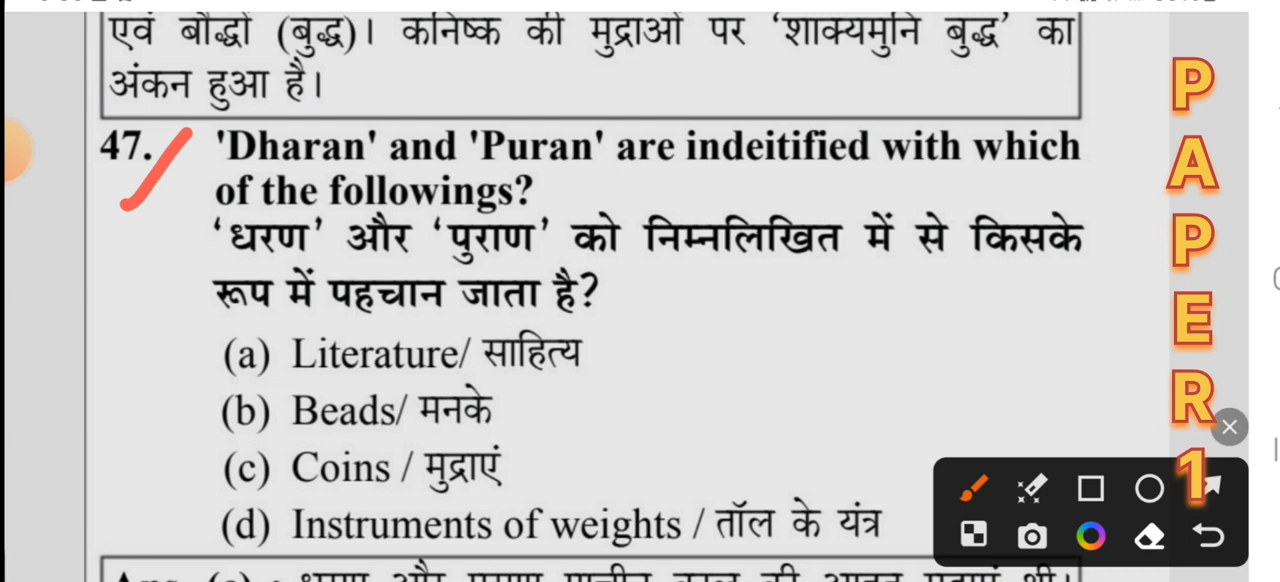 एवं बौद्धों (बुद्ध)। कनिष्क की मुद्राओं पर ‘शाक्यमुनि बुद्ध’ का
अंकन हुआ है।
47. 'Dharan' and 'Puran' are indeitified with which
of the followings?
‘धरण’ और ‘पुराण’ को निम्नलिखित में से किसके
रूप में पहचान जाता है?
(a) Literature/ साहित्य
(b) Beads/ मनके
(c) Coins / मुद्राएं
(d) Instruments of weights / तॉल के यंत्र
PAPER 1